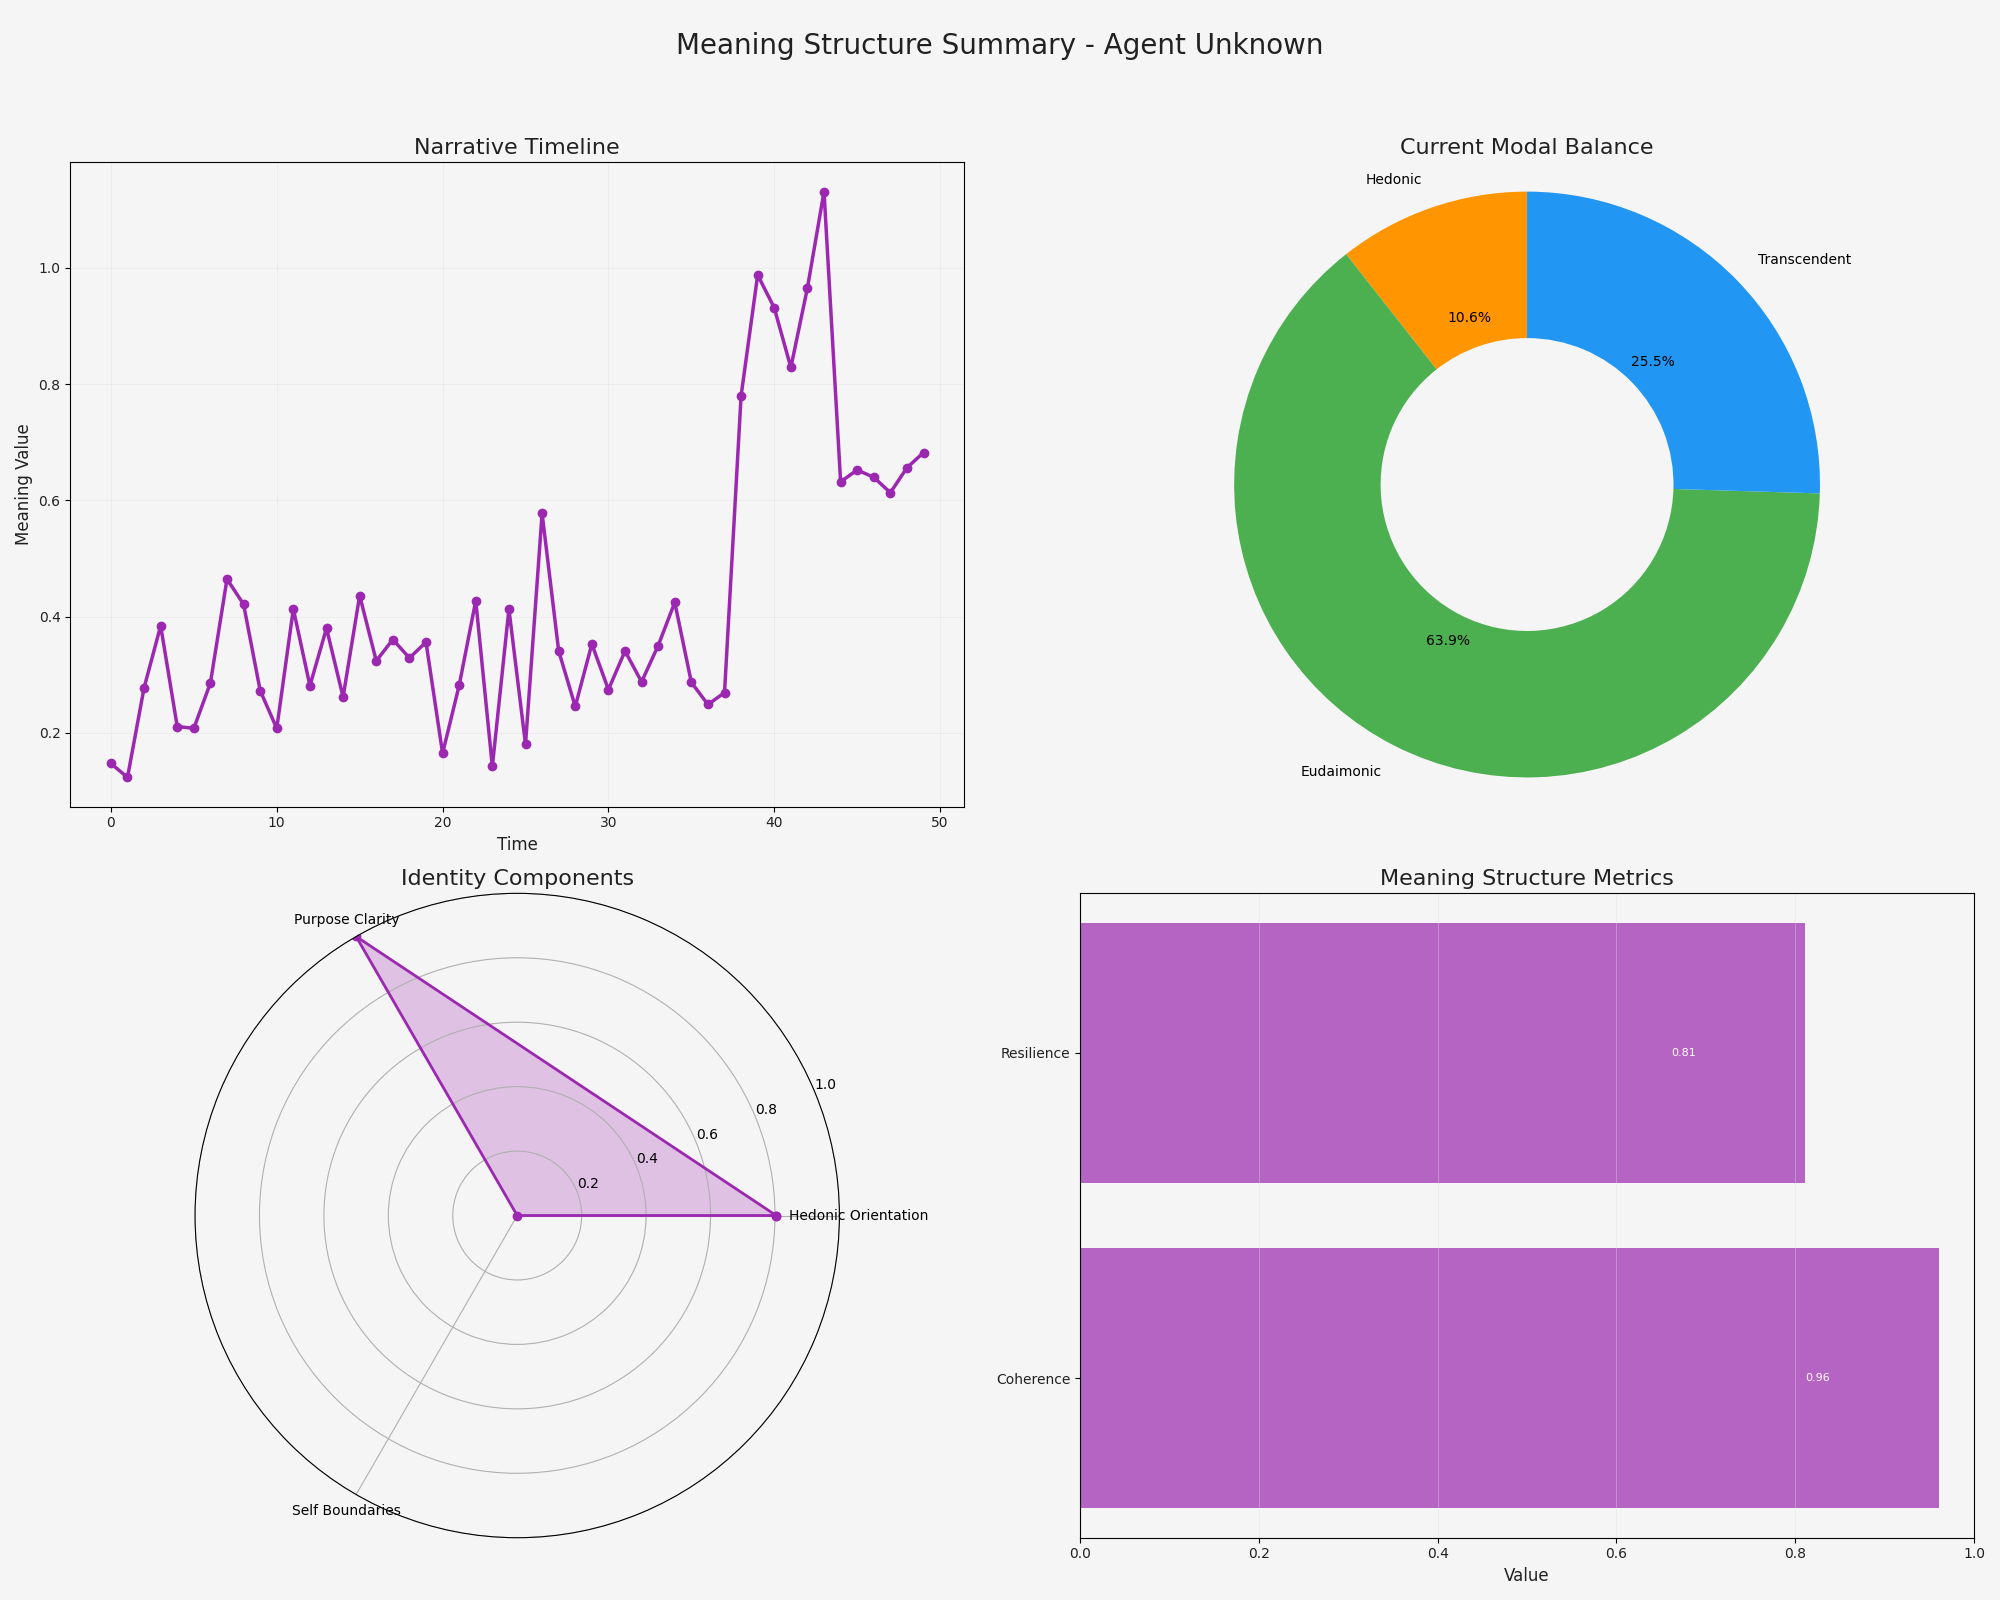 Meaning Structure Summary - Agent Unknown
Narrative Timeline
Meaning Value
1.0
0.8
0.6
0.4
0.2
0
10
20
30
40
50
Time
Current Modal Balance
Hedonic
Transcendent
10.6%
25.5%
63.9%
Eudaimonic
Identity Components
Purpose Clarity
1.0
0.8
0.6
0.4
0.2
Hedonic Orientation
Self Boundaries
Meaning Structure Metrics
Resilience
0.81
Coherence
0.96
0.0
0.2
0.4
0.6
0.8
1.0
Value